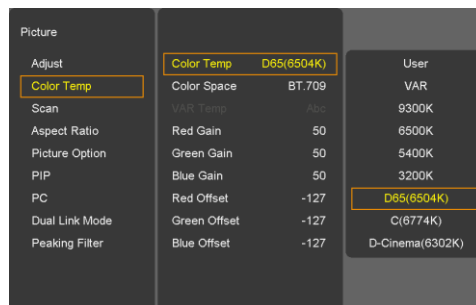 Picture
Adjust
Color Temp
Scan
Aspect Ratio
Picture Option
PIP
PC
Dual Link Mode
Peaking Filter
Color Temp D65(6504K)
Color Space BT.709
VAR Temp Abc
Red Gain 50
Green Gain 50
Blue Gain 50
Red Offset -127
Green Offset -127
Blue Offset -127
User
VAR
9300K
6500K
5400K
3200K
D65(6504K)
C(6774K)
D-Cinema(6302K)